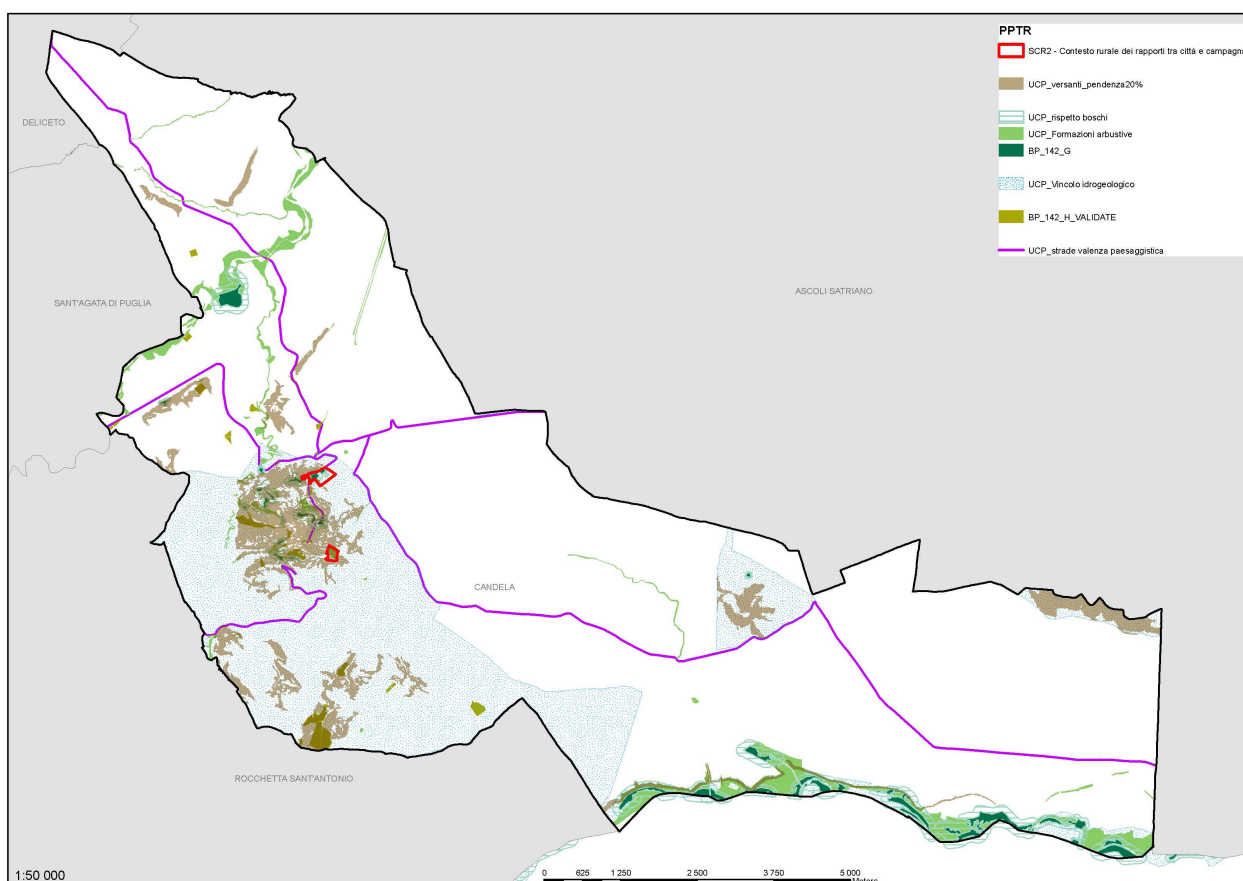 PPTR
SCR2 - Contesto rurale dei rapporti tra città e campagna
UCP_versanti_pendenza20%
UCP_rispetto boschi
UCP_Formazioni arbustive
BP_142_G
UCP_Vincolo idrogeologico
BP_142_H_VALIDATE
UCP_strade valenza paesaggistica
DELICETO
SANT'AGATA DI PUGLIA
ASCOLI SATRIANO
CANDELA
ROCCHETTA SANT'ANTONIO
1:50 000
0 625 1 250 2 500 3 750 5 000
Meters